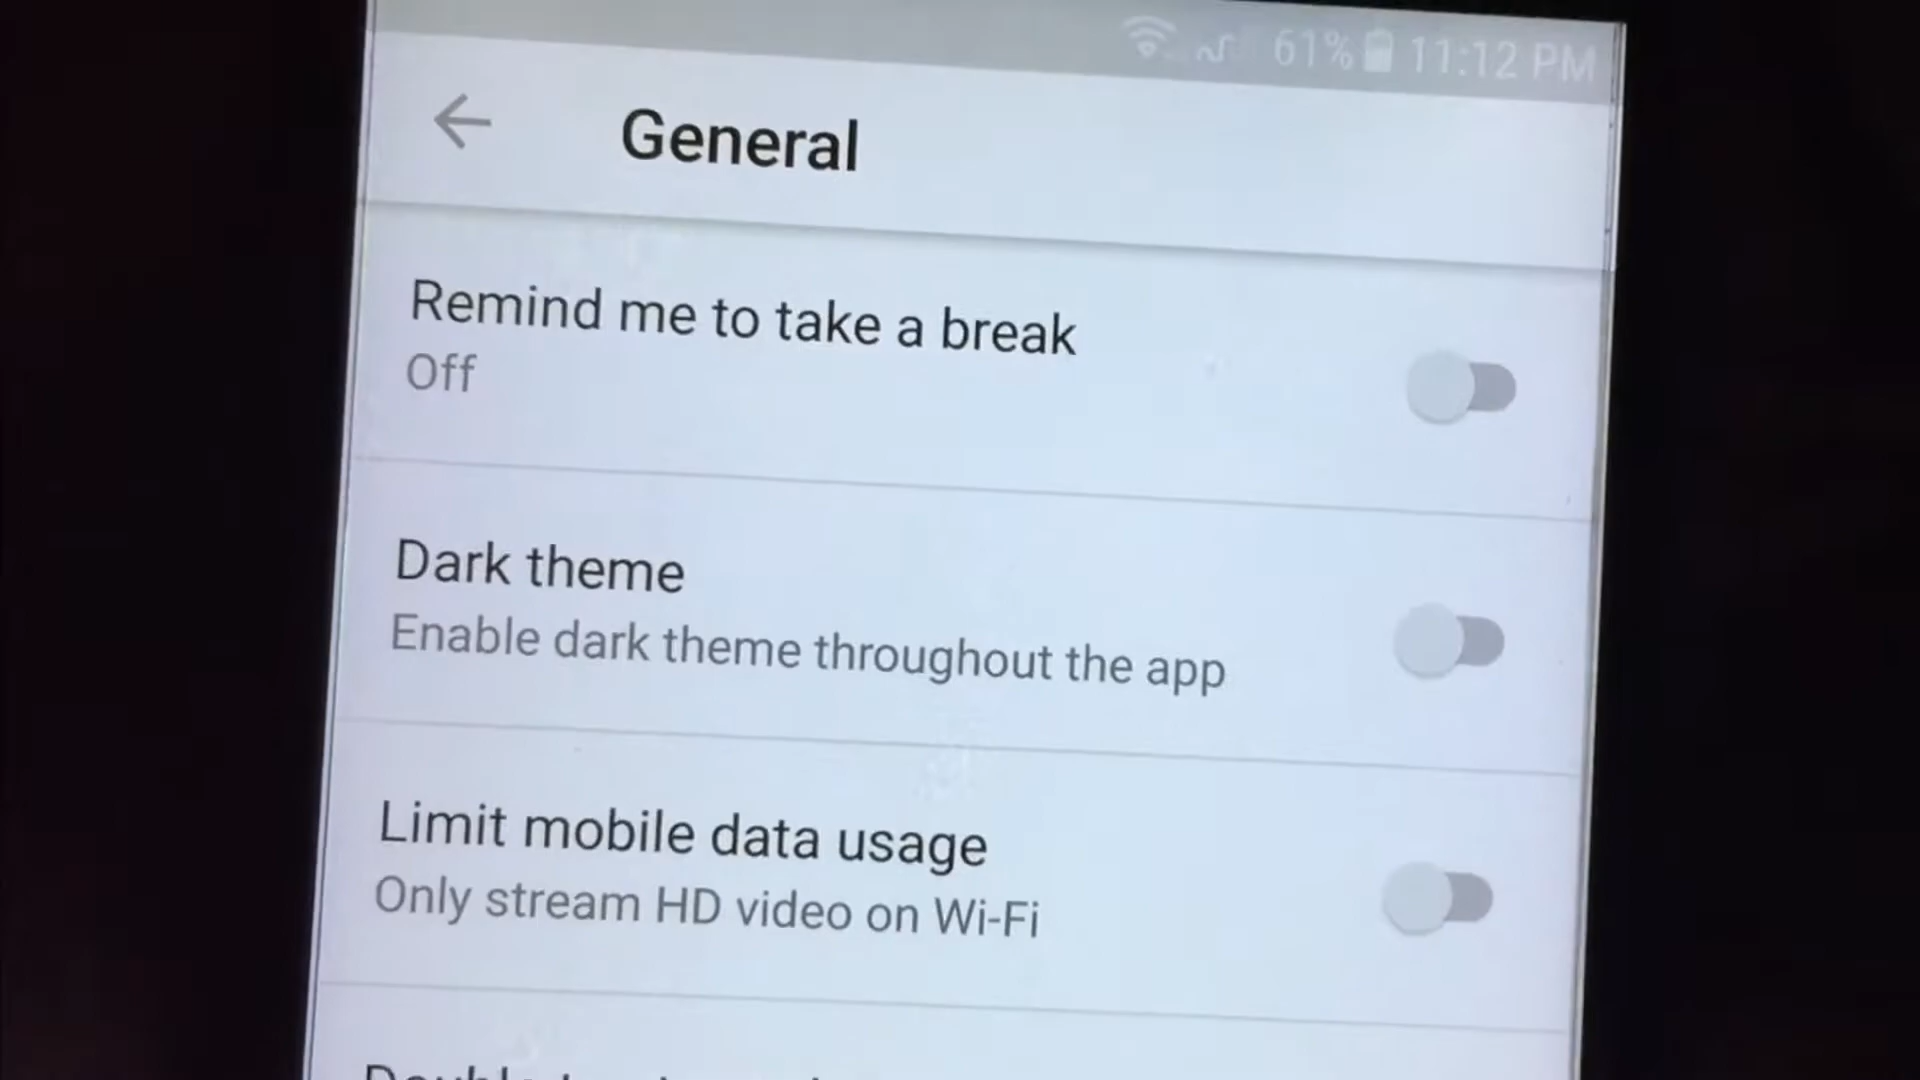 61% 11:12 PM
General
Remind me to take a break
Off
Dark theme
Enable dark theme throughout the app
Limit mobile data usage
Only stream HD video on Wi-Fi